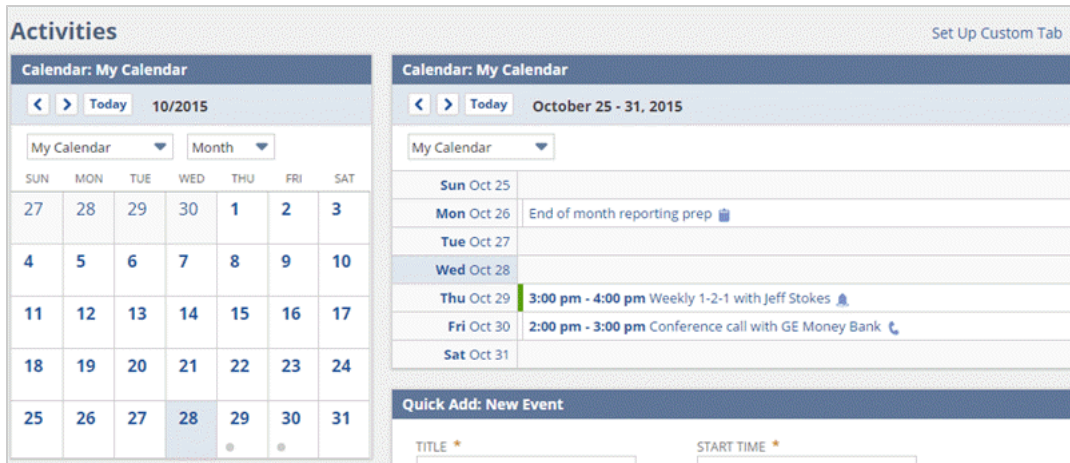 Activities
Set Up Custom Tab
Calendar: My Calendar
Today 10/2015
My Calendar Month
SUN MON TUE WED THU FRI SAT
27 28 29 30 1 2 3
4 5 6 7 8 9 10
11 12 13 14 15 16 17
18 19 20 21 22 23 24
25 26 27 28 29 30 31
Calendar: My Calendar
Today October 25 - 31, 2015
My Calendar
Sun Oct 25
Mon Oct 26 End of month reporting prep
Tue Oct 27
Wed Oct 28
Thu Oct 29 3:00 pm - 4:00 pm Weekly 1-2-1 with Jeff Stokes
Fri Oct 30 2:00 pm - 3:00 pm Conference call with GE Money Bank
Sat Oct 31
Quick Add: New Event
TITLE * START TIME *